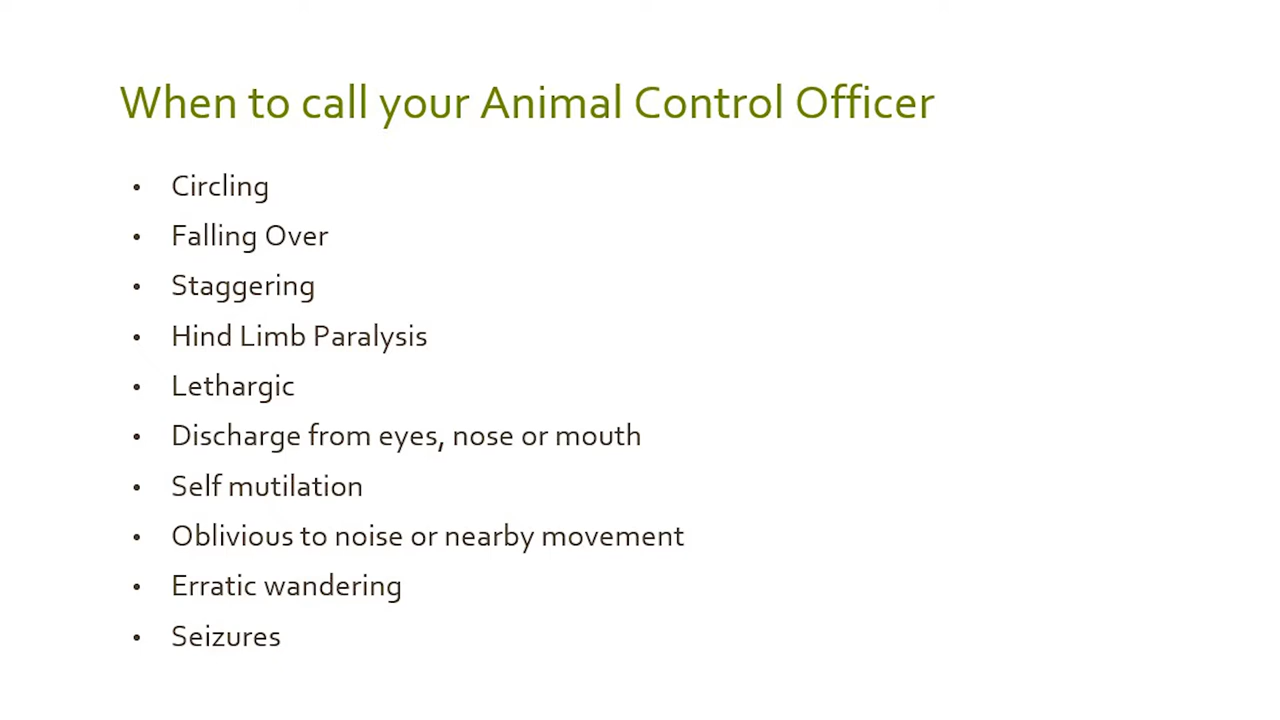 When to call your Animal Control Officer
• Circling
• Falling Over
• Staggering
• Hind Limb Paralysis
• Lethargic
• Discharge from eyes, nose or mouth
• Self mutilation
• Oblivious to noise or nearby movement
• Erratic wandering
• Seizures